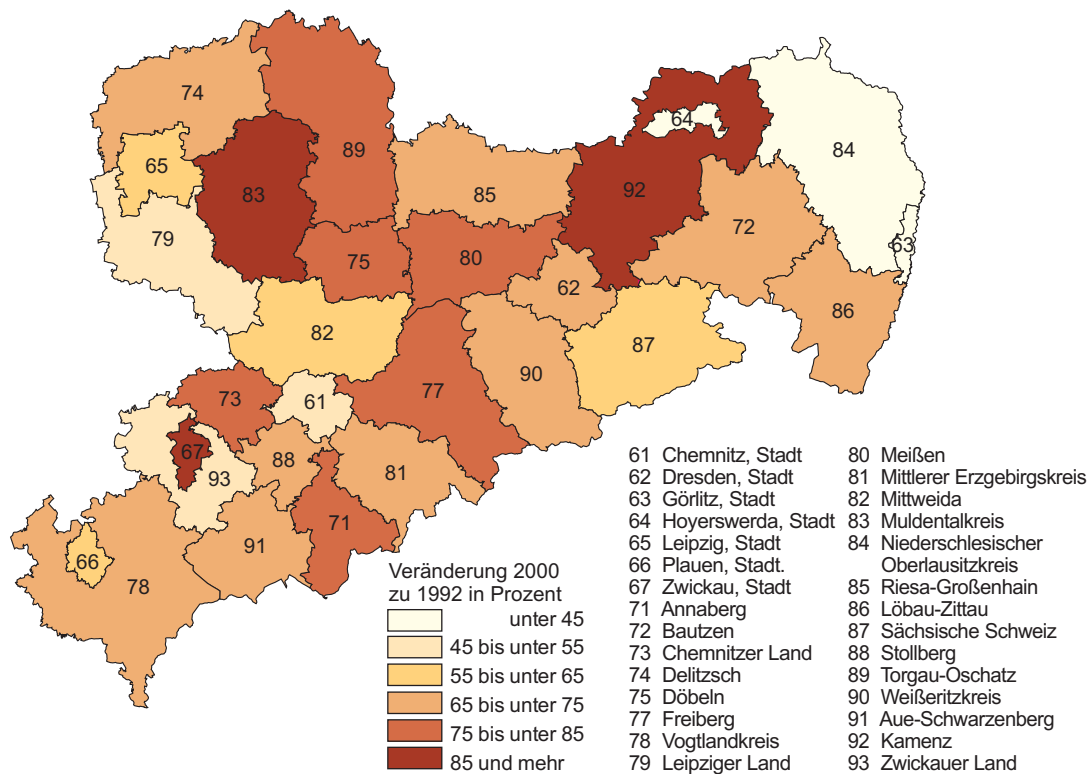 74
64
65
89
84
83
85
92
79
72
63
75
80
62
86
82
87
90
73
61
77
67
88
81
93
71
91
66
78
Veränderung 2000
zu 1992 in Prozent
unter 45
45 bis unter 55
55 bis unter 65
65 bis unter 75
75 bis unter 85
85 und mehr
61 Chemnitz, Stadt
62 Dresden, Stadt
63 Görlitz, Stadt
64 Hoyerswerda, Stadt
65 Leipzig, Stadt
66 Plauen, Stadt.
67 Zwickau, Stadt
71 Annaberg
72 Bautzen
73 Chemnitzer Land
74 Delitzsch
75 Döbeln
77 Freiberg
78 Vogtlandkreis
79 Leipziger Land
80 Meißen
81 Mittlerer Erzgebirgskreis
82 Mittweida
83 Muldentalkreis
84 Niederschlesischer
Oberlausitzkreis
85 Riesa-Großenhain
86 Löbau-Zittau
87 Sächsische Schweiz
88 Stollberg
89 Torgau-Oschatz
90 Weißeritzkreis
91 Aue-Schwarzenberg
92 Kamenz
93 Zwickauer Land